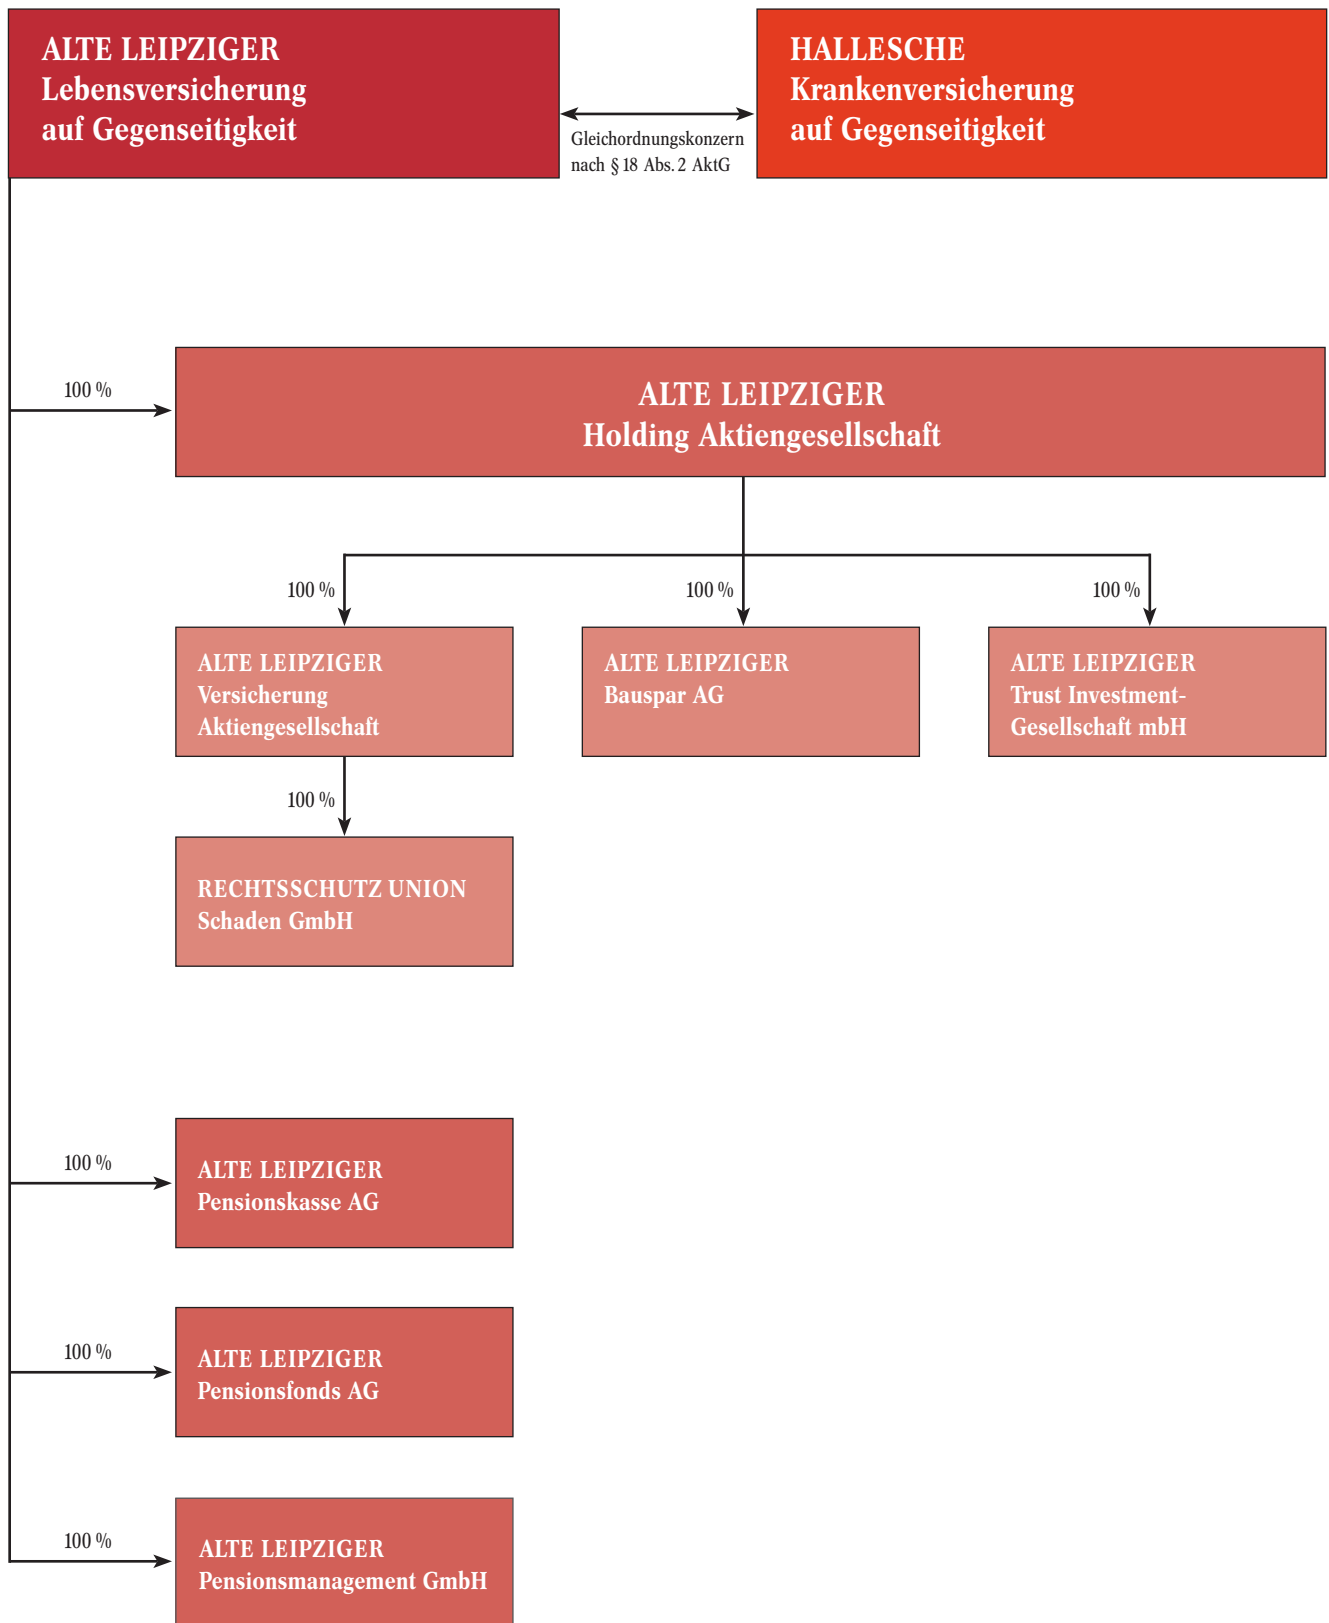 ALTE LEIPZIGER
Lebensversicherung
auf Gegenseitigkeit
Gleichordnungskonzern
nach § 18 Abs. 2 AktG
HALLESCHE
Krankenversicherung
auf Gegenseitigkeit
100 %
ALTE LEIPZIGER
Holding Aktiengesellschaft
100 %
100 %
100 %
ALTE LEIPZIGER
Versicherung
Aktiengesellschaft
ALTE LEIPZIGER
Bauspar AG
ALTE LEIPZIGER
Trust Investment-
Gesellschaft mbH
100 %
RECHTSSCHUTZ UNION
Schaden GmbH
100 %
ALTE LEIPZIGER
Pensionskasse AG
100 %
ALTE LEIPZIGER
Pensionsfonds AG
100 %
ALTE LEIPZIGER
Pensionsmanagement GmbH